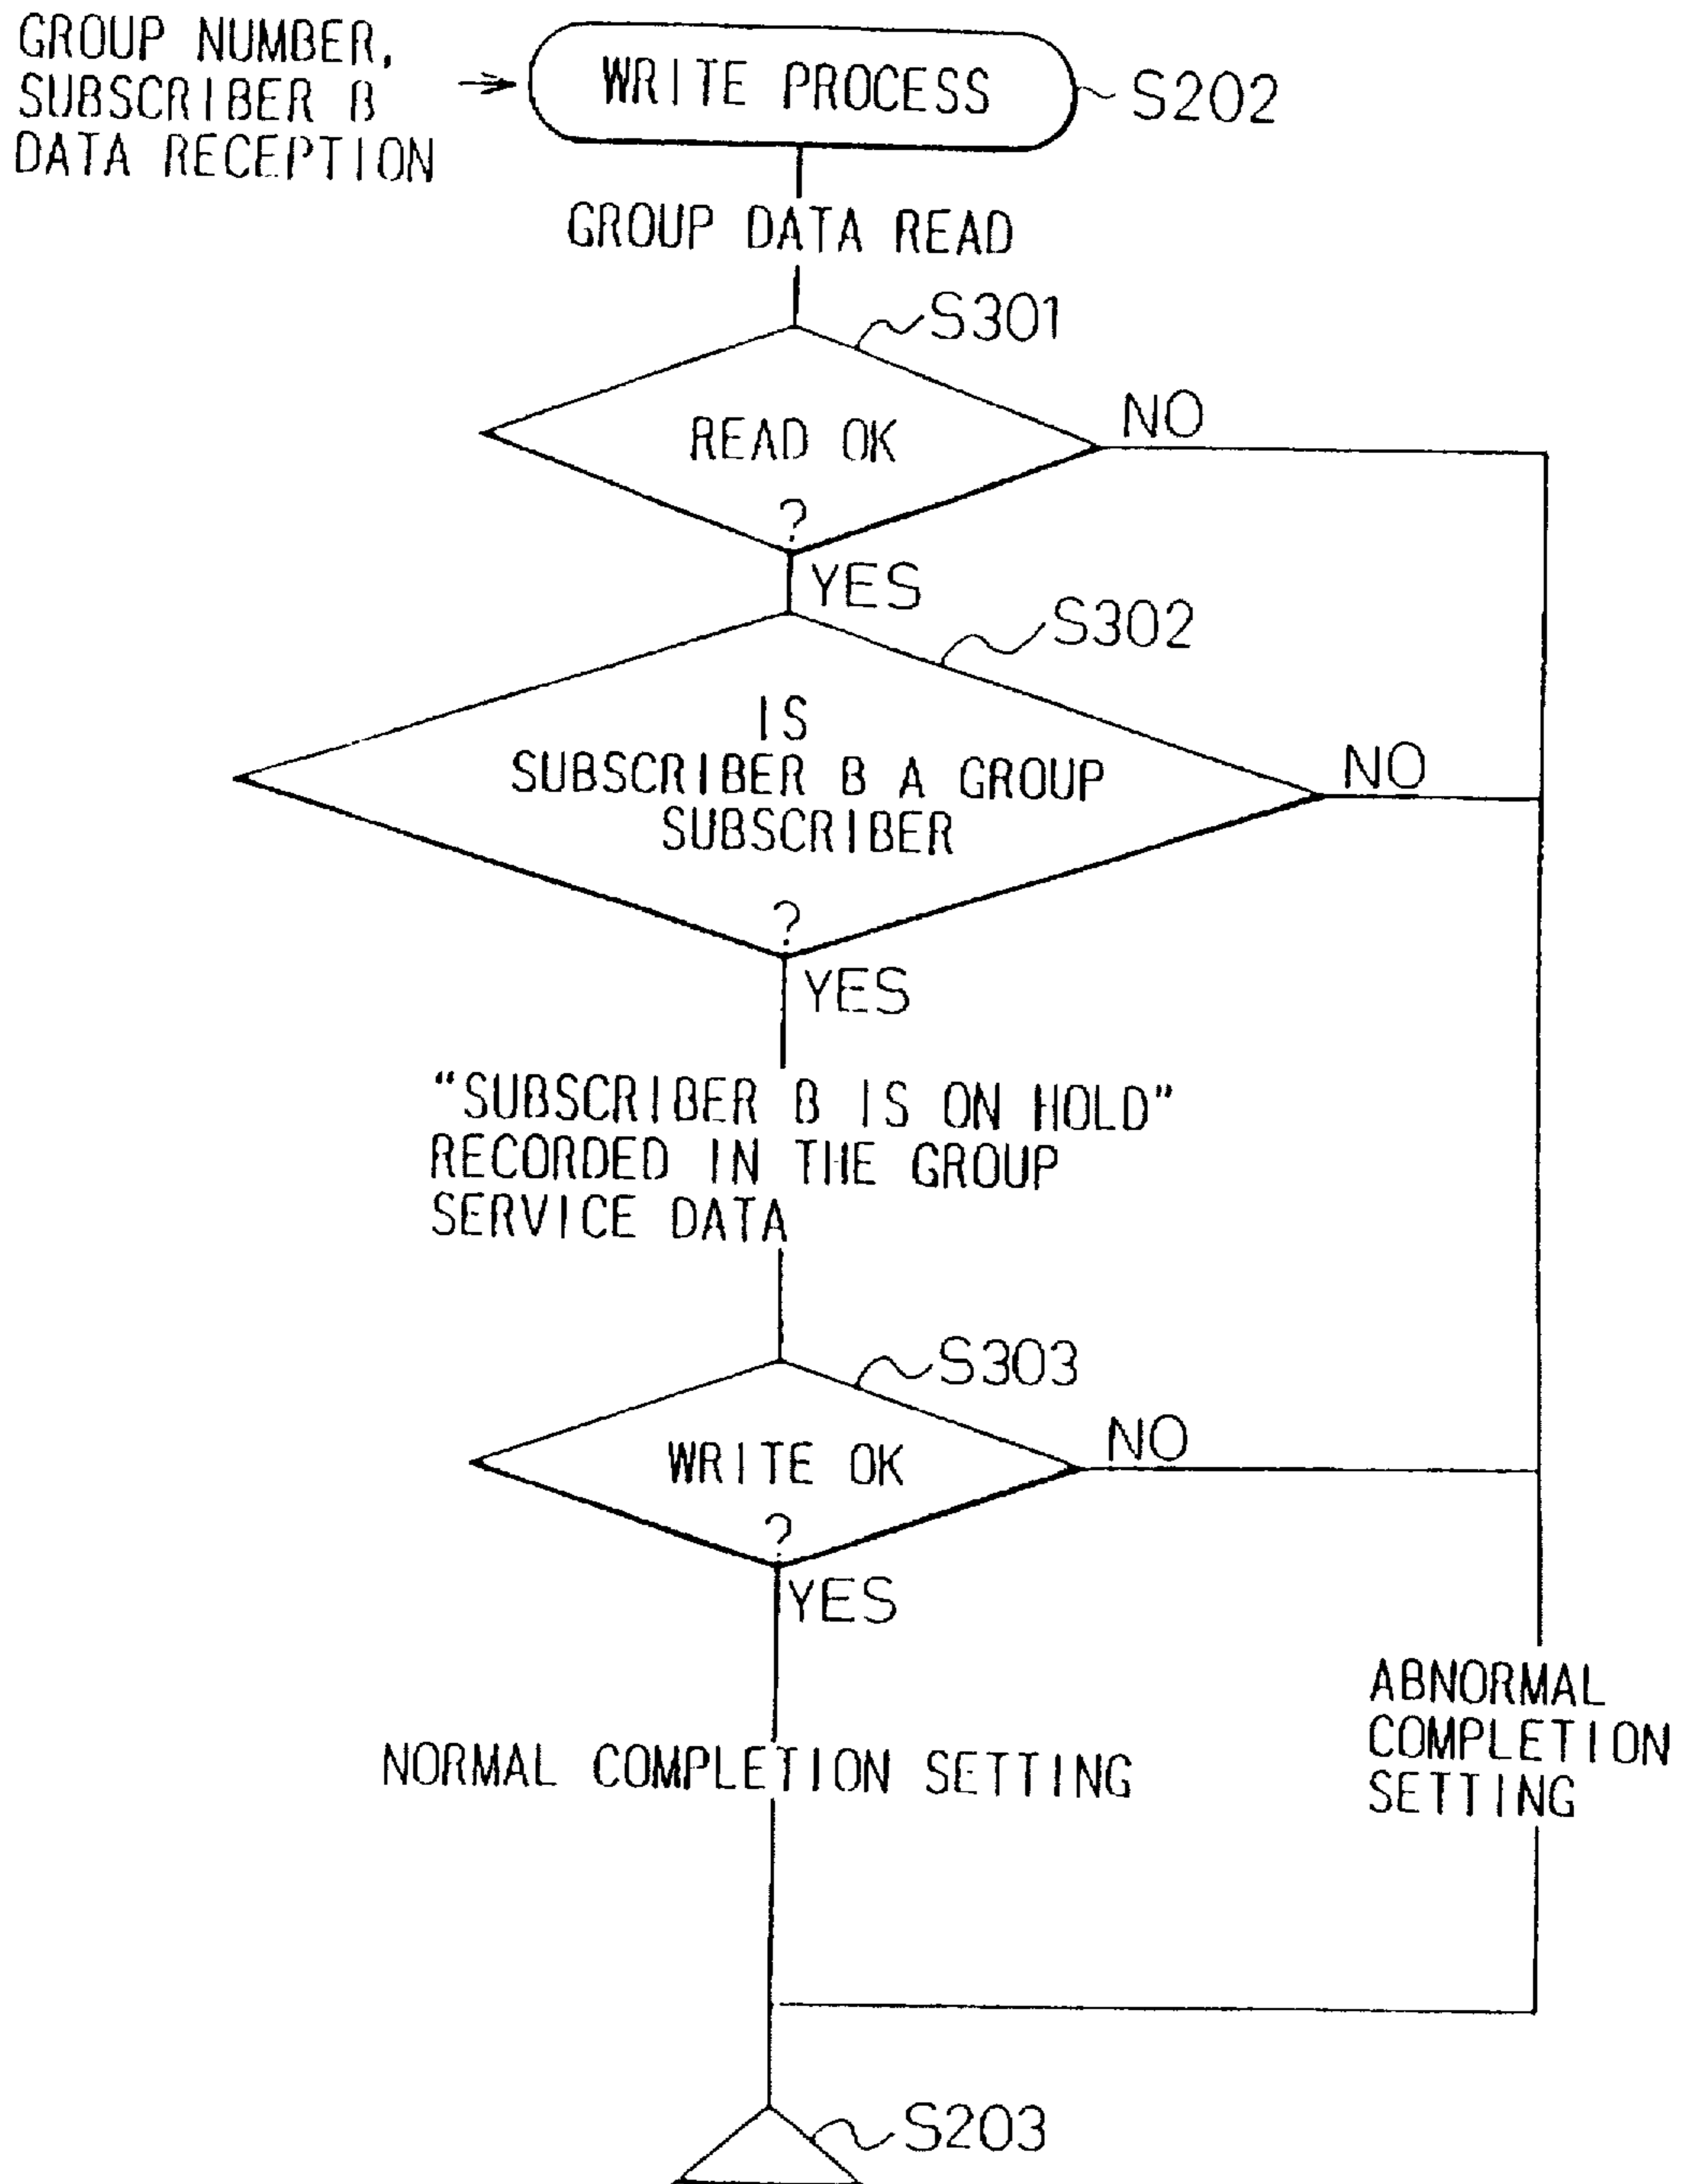 GROUP NUMBER,
SUBSCRIBER B
DATA RECEPTION
WRITE PROCESS
S202
GROUP DATA READ
S301
READ OK
?
NO
YES
S302
IS
SUBSCRIBER B A GROUP
SUBSCRIBER
?
NO
YES
"SUBSCRIBER B IS ON HOLD"
RECORDED IN THE GROUP
SERVICE DATA
S303
WRITE OK
?
NO
YES
NORMAL COMPLETION SETTING
ABNORMAL
COMPLETION
SETTING
S203